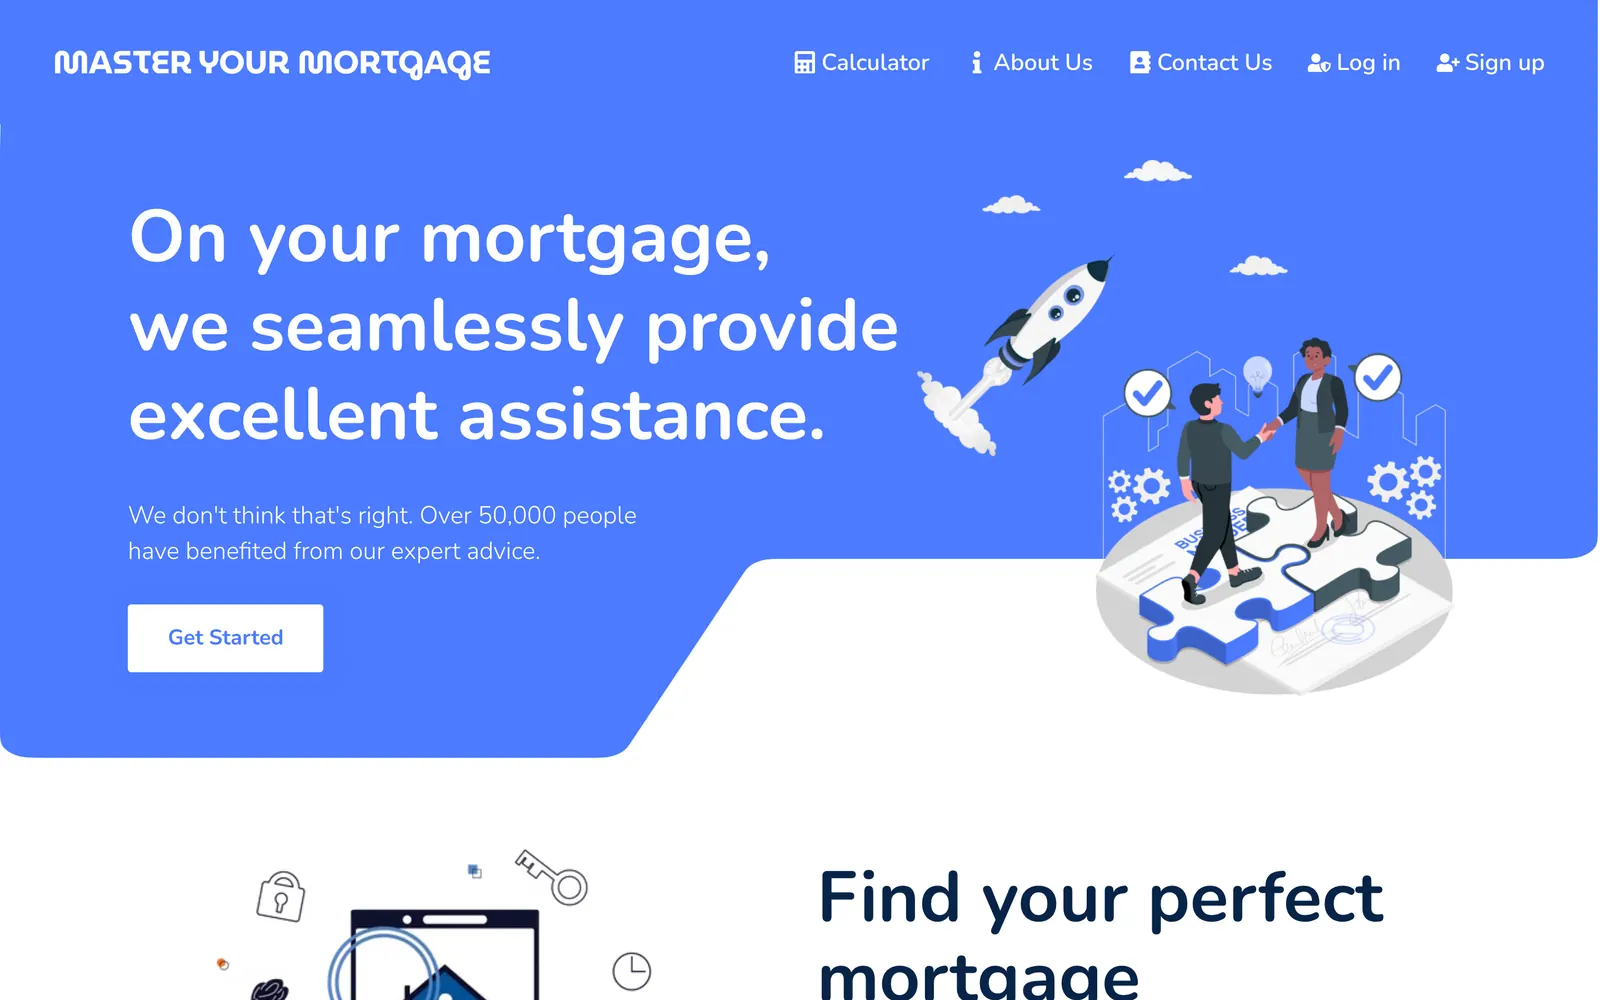 MASTER YOUR MORTGAGE
Calculator
About Us
Contact Us
Log in
Sign up
On your mortgage,
we seamlessly provide
excellent assistance.
We don't think that's right. Over 50,000 people
have benefited from our expert advice.
Get Started
Find your perfect
mortgage